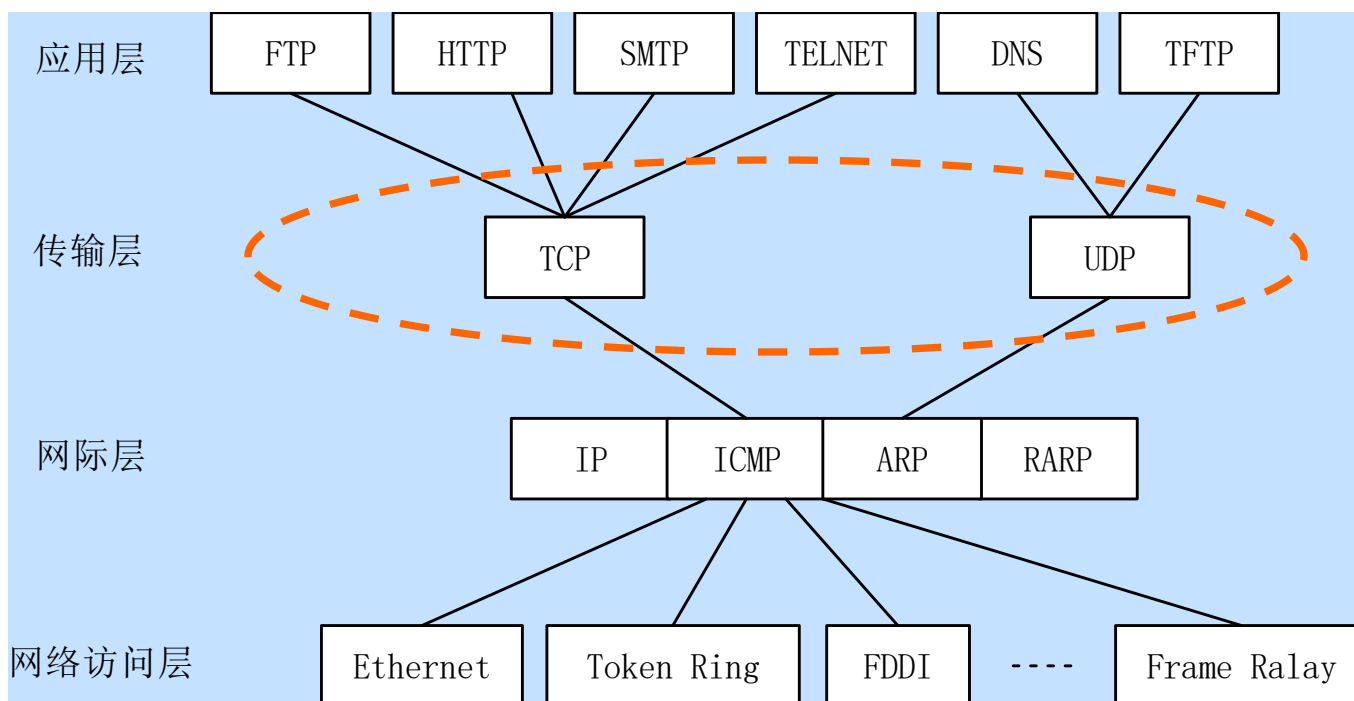 应用层 FTP HTTP SMTP TELNET DNS TFTP
传输层 TCP UDP
网际层 IP ICMP ARP RARP
网络访问层 Ethernet Token Ring FDDI ---- Frame Ralay